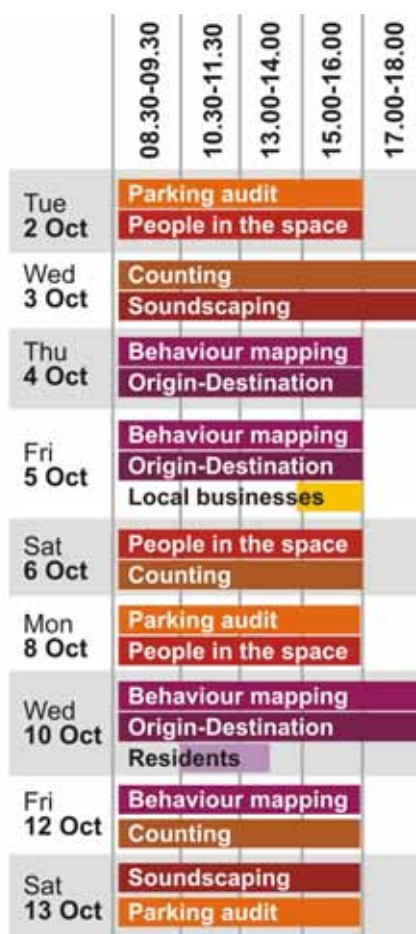 08.30-09.30
10.30-11.30
13.00-14.00
15.00-16.00
17.00-18.00
Tue
2 Oct
Parking audit
People in the space
Wed
3 Oct
Counting
Soundscaping
Thu
4 Oct
Behaviour mapping
Origin-Destination
Fri
5 Oct
Behaviour mapping
Origin-Destination
Local businesses
Sat
6 Oct
People in the space
Counting
Mon
8 Oct
Parking audit
People in the space
Wed
10 Oct
Behaviour mapping
Origin-Destination
Residents
Fri
12 Oct
Behaviour mapping
Counting
Sat
13 Oct
Soundscaping
Parking audit